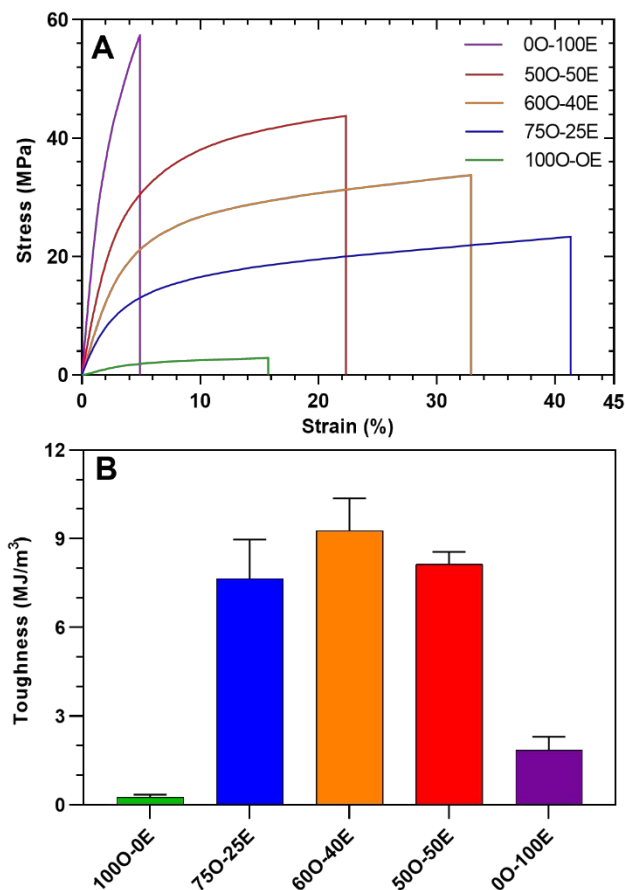 A
60
40
20
0
Stress (MPa)
0O-100E
50O-50E
60O-40E
75O-25E
100O-OE
0 10 20 30 40 45
Strain (%)
B
12
9
6
3
0
Toughness (MJ/m³)
100O-0E
75O-25E
60O-40E
50O-50E
0O-100E